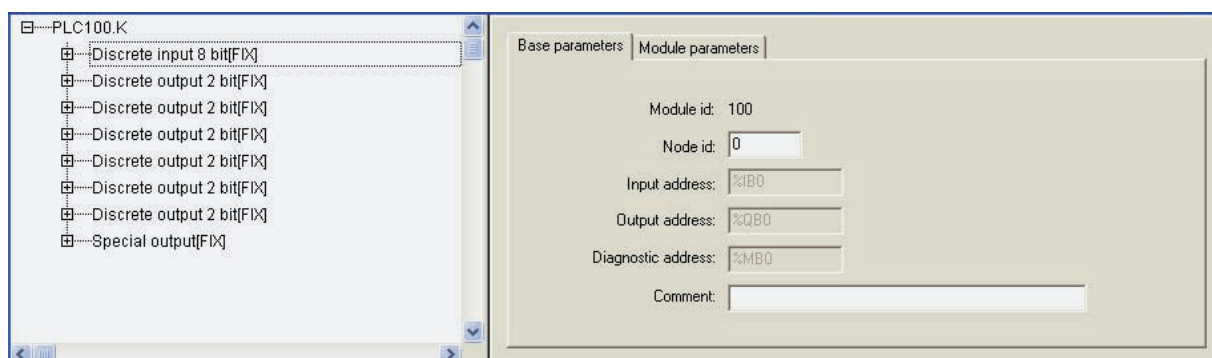 PLC100.K
Discrete input 8 bit[FIX]
Discrete output 2 bit[FIX]
Discrete output 2 bit[FIX]
Discrete output 2 bit[FIX]
Discrete output 2 bit[FIX]
Discrete output 2 bit[FIX]
Discrete output 2 bit[FIX]
Special output[FIX]
Base parameters Module parameters
Module id: 100
Node id: 0
Input address: %IB0
Output address: %QB0
Diagnostic address: %MB0
Comment: